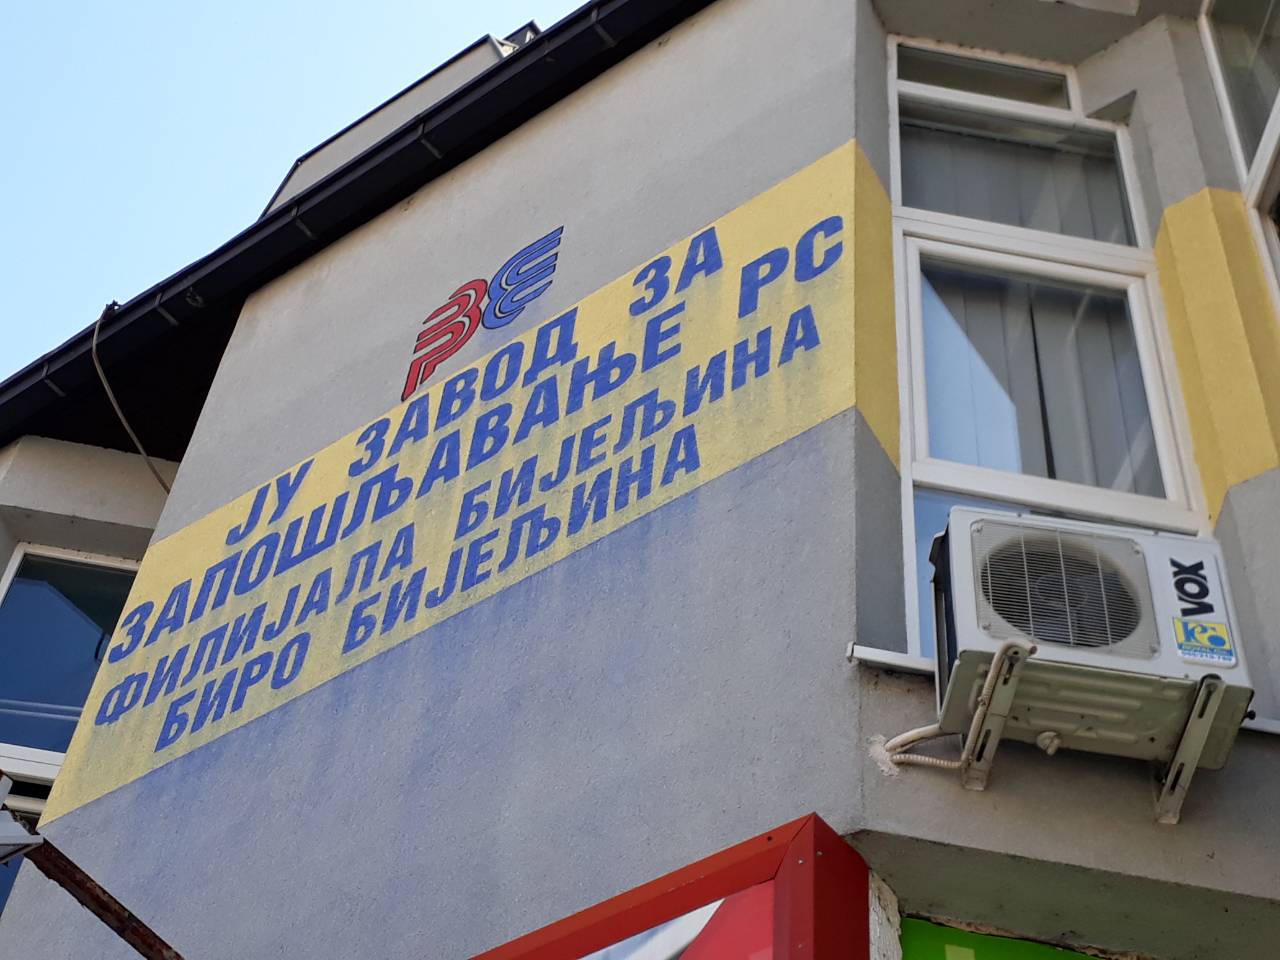 ЈУ ЗАВОД ЗА
ЗАПОШЉАВАЊЕ РС
ФИЛИЈАЛА БИЈЕЉИНА
БИРО БИЈЕЉИНА
VOX